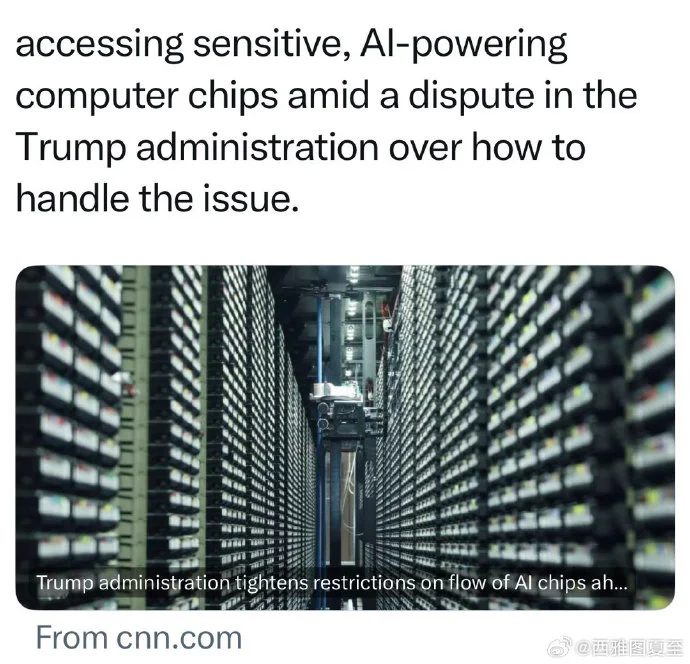 accessing sensitive, AI-powering
computer chips amid a dispute in the
Trump administration over how to
handle the issue.
Trump administration tightens restrictions on flow of AI chips ah...
From cnn.com
@西雅图夏至